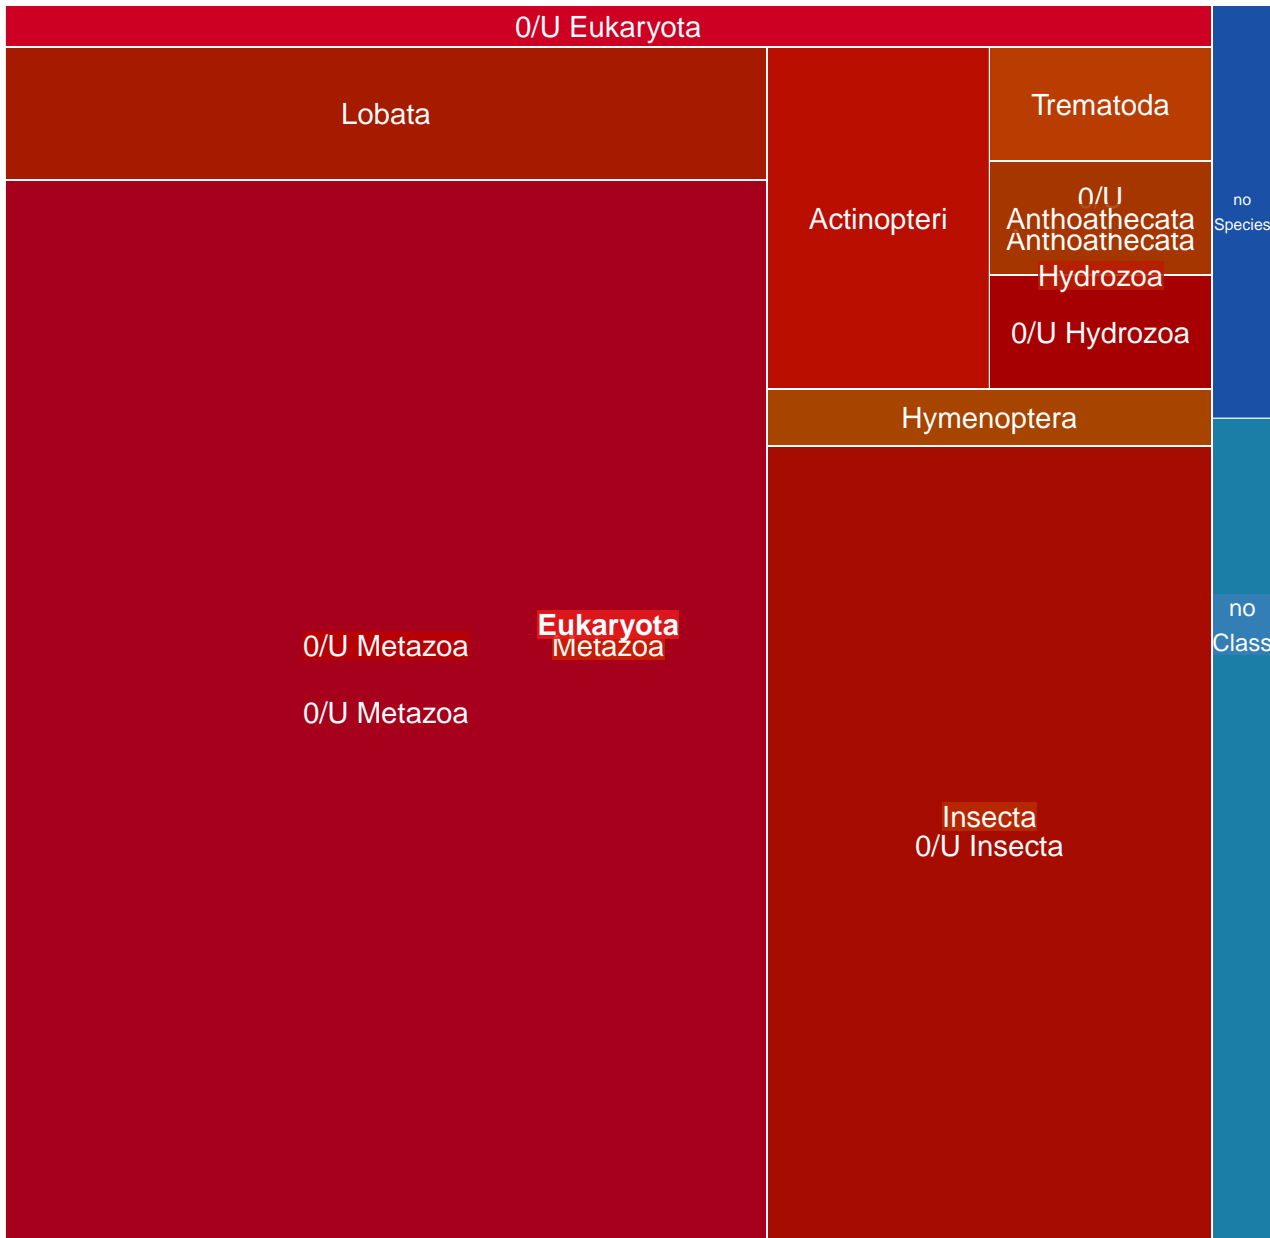 0/U Eukaryota
Lobata
Actinopteri
Trematoda
0/U
Anthoathecata
Anthoathecata
Hydrozoa
0/U Hydrozoa
no
Species
Hymenoptera
Eukaryota
Metazoa
0/U Metazoa
0/U Metazoa
Insecta
0/U Insecta
no
Class